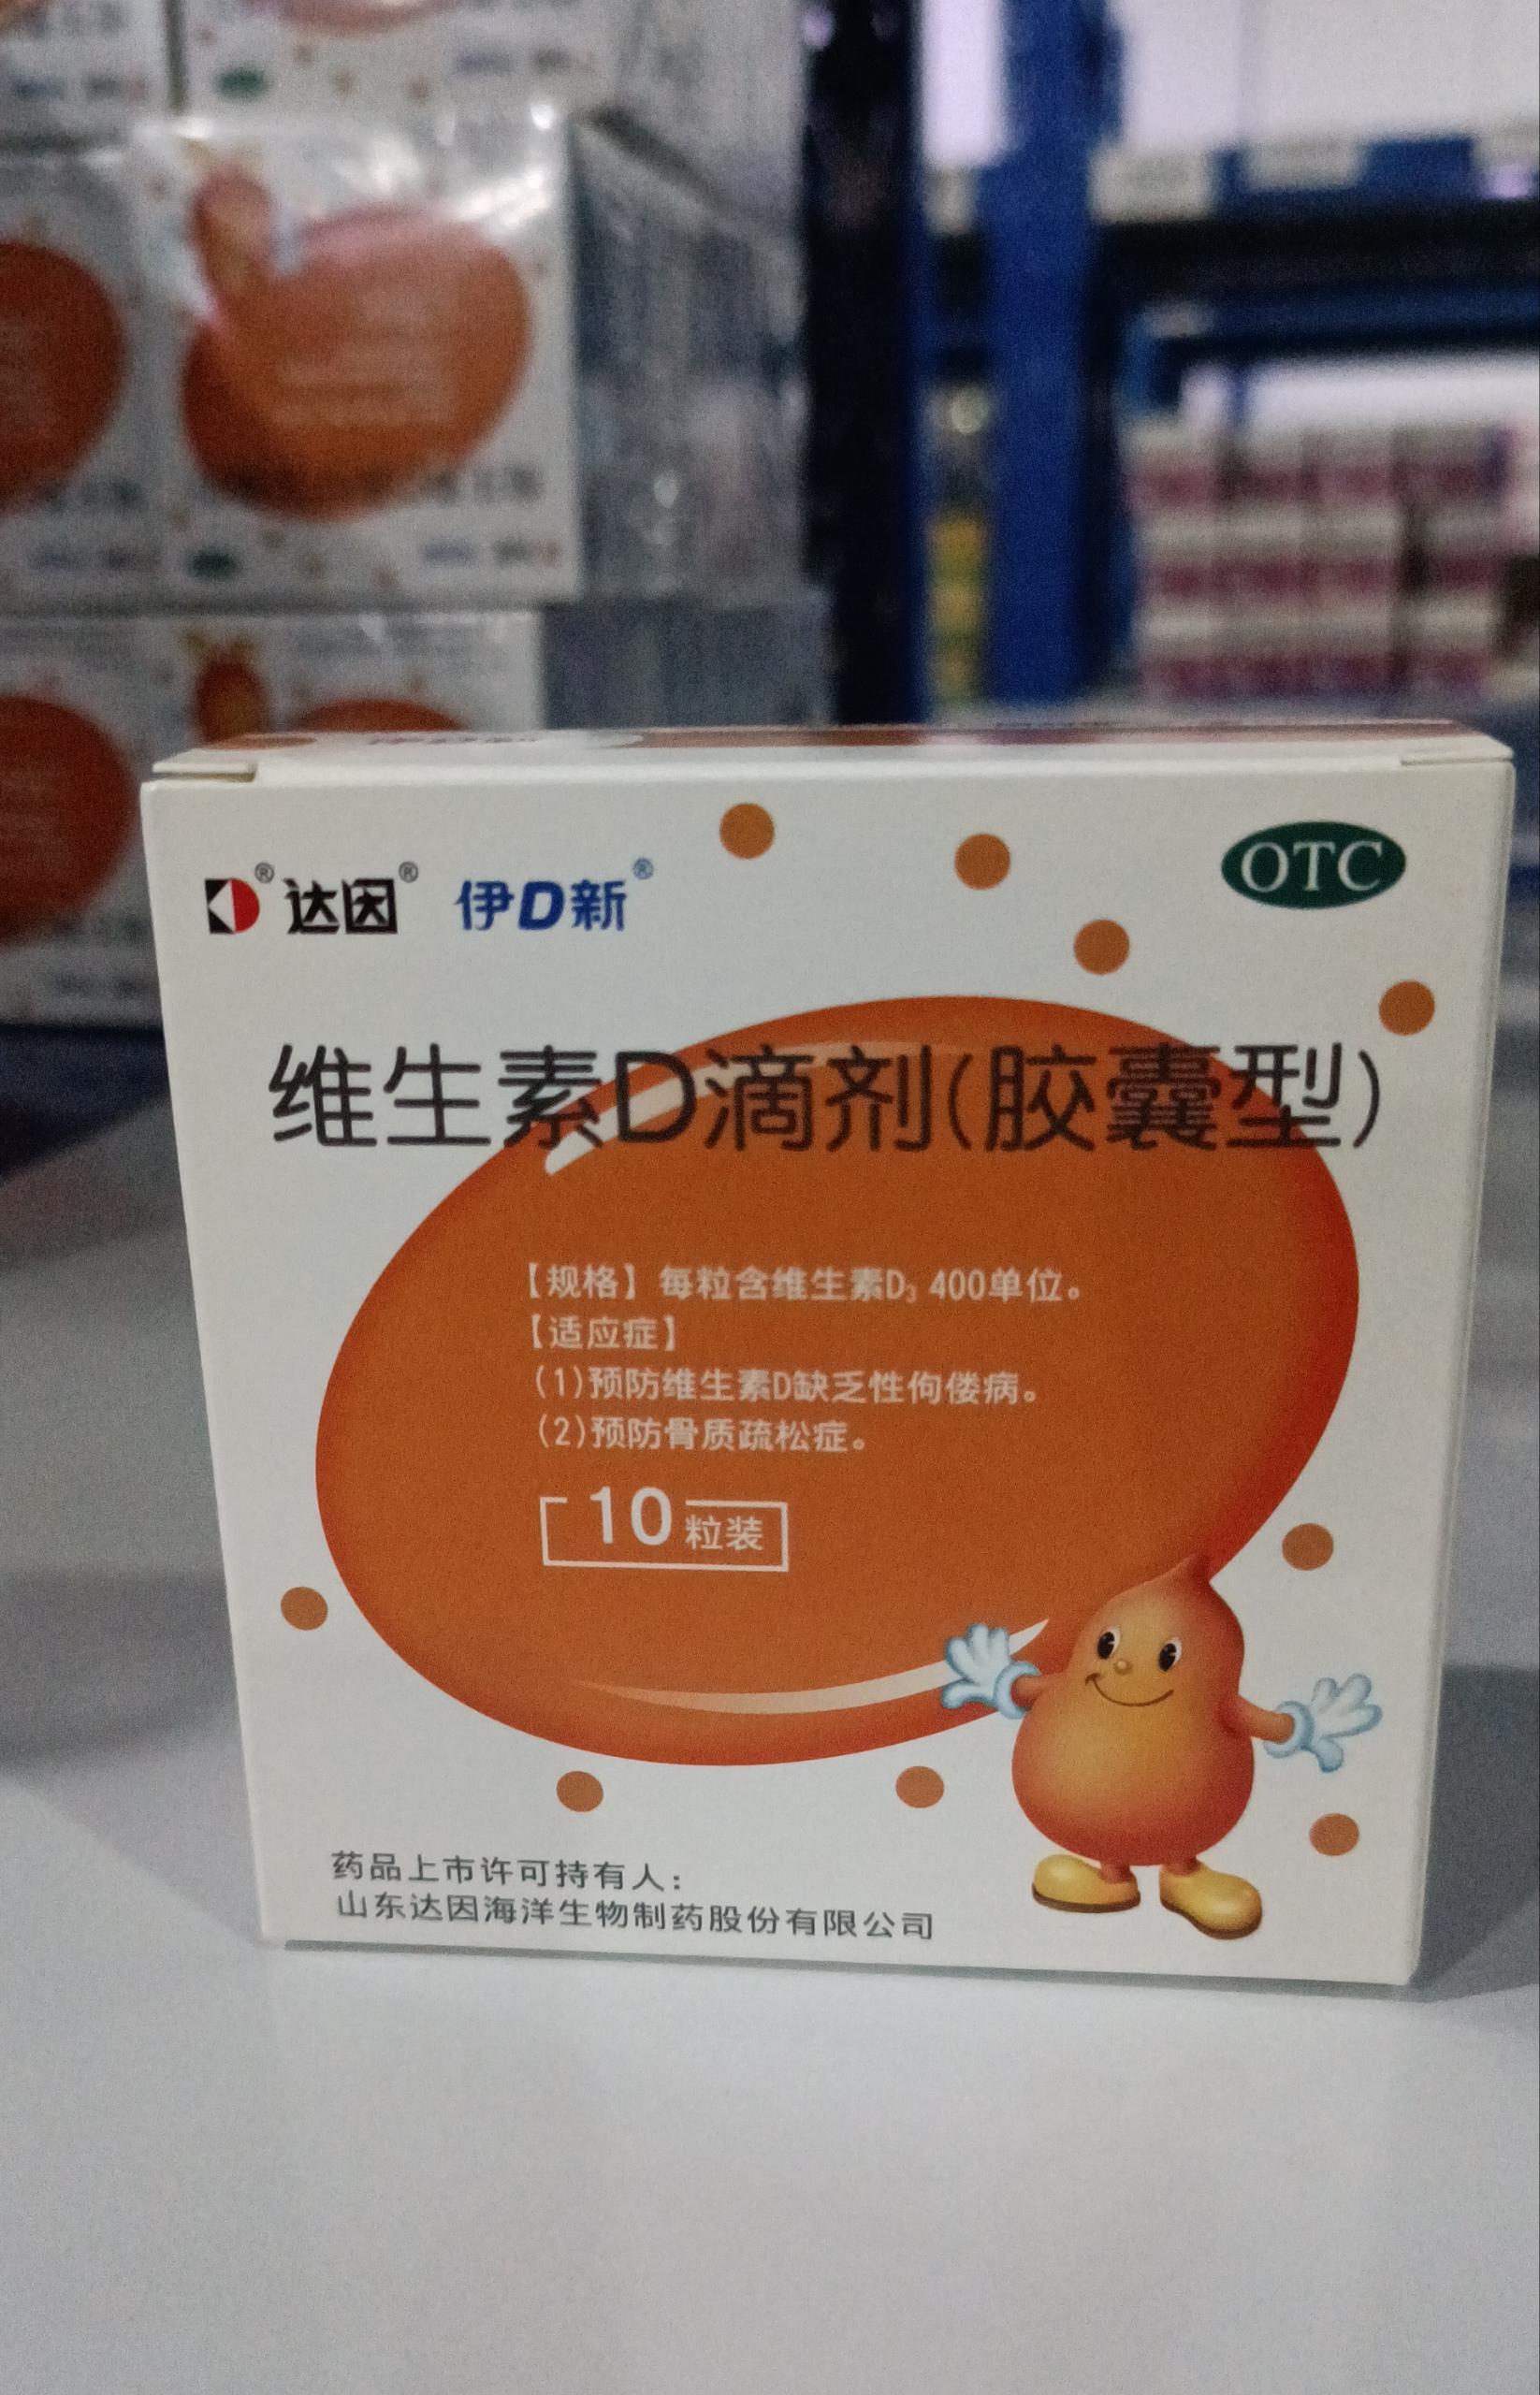 达因® 伊D新®
OTC
维生素D滴剂(胶囊型)
【规格】每粒含维生素D₃ 400单位。
【适应症】
(1)预防维生素D缺乏性佝偻病。
(2)预防骨质疏松症。
10粒装
药品上市许可持有人:
山东达因海洋生物制药股份有限公司